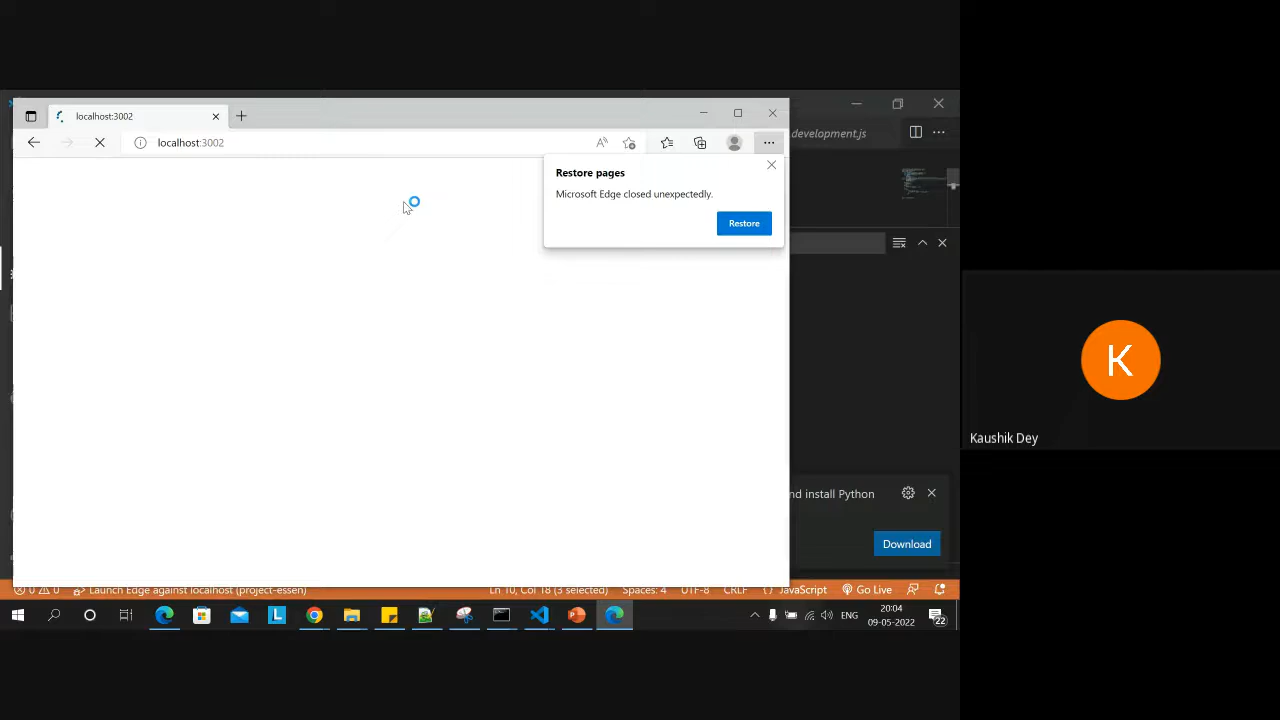 localhost:3002
localhost:3002
development.js
Restore pages
Microsoft Edge closed unexpectedly.
Restore
nd install Python
Download
0 0 Launch Edge against localhost (project-essen) Ln 10, Col 18 (3 selected) Spaces: 4 UTF-8 CRLF {} JavaScript Go Live
L
ENG
20:04
09-05-2022
22
K
Kaushik Dey